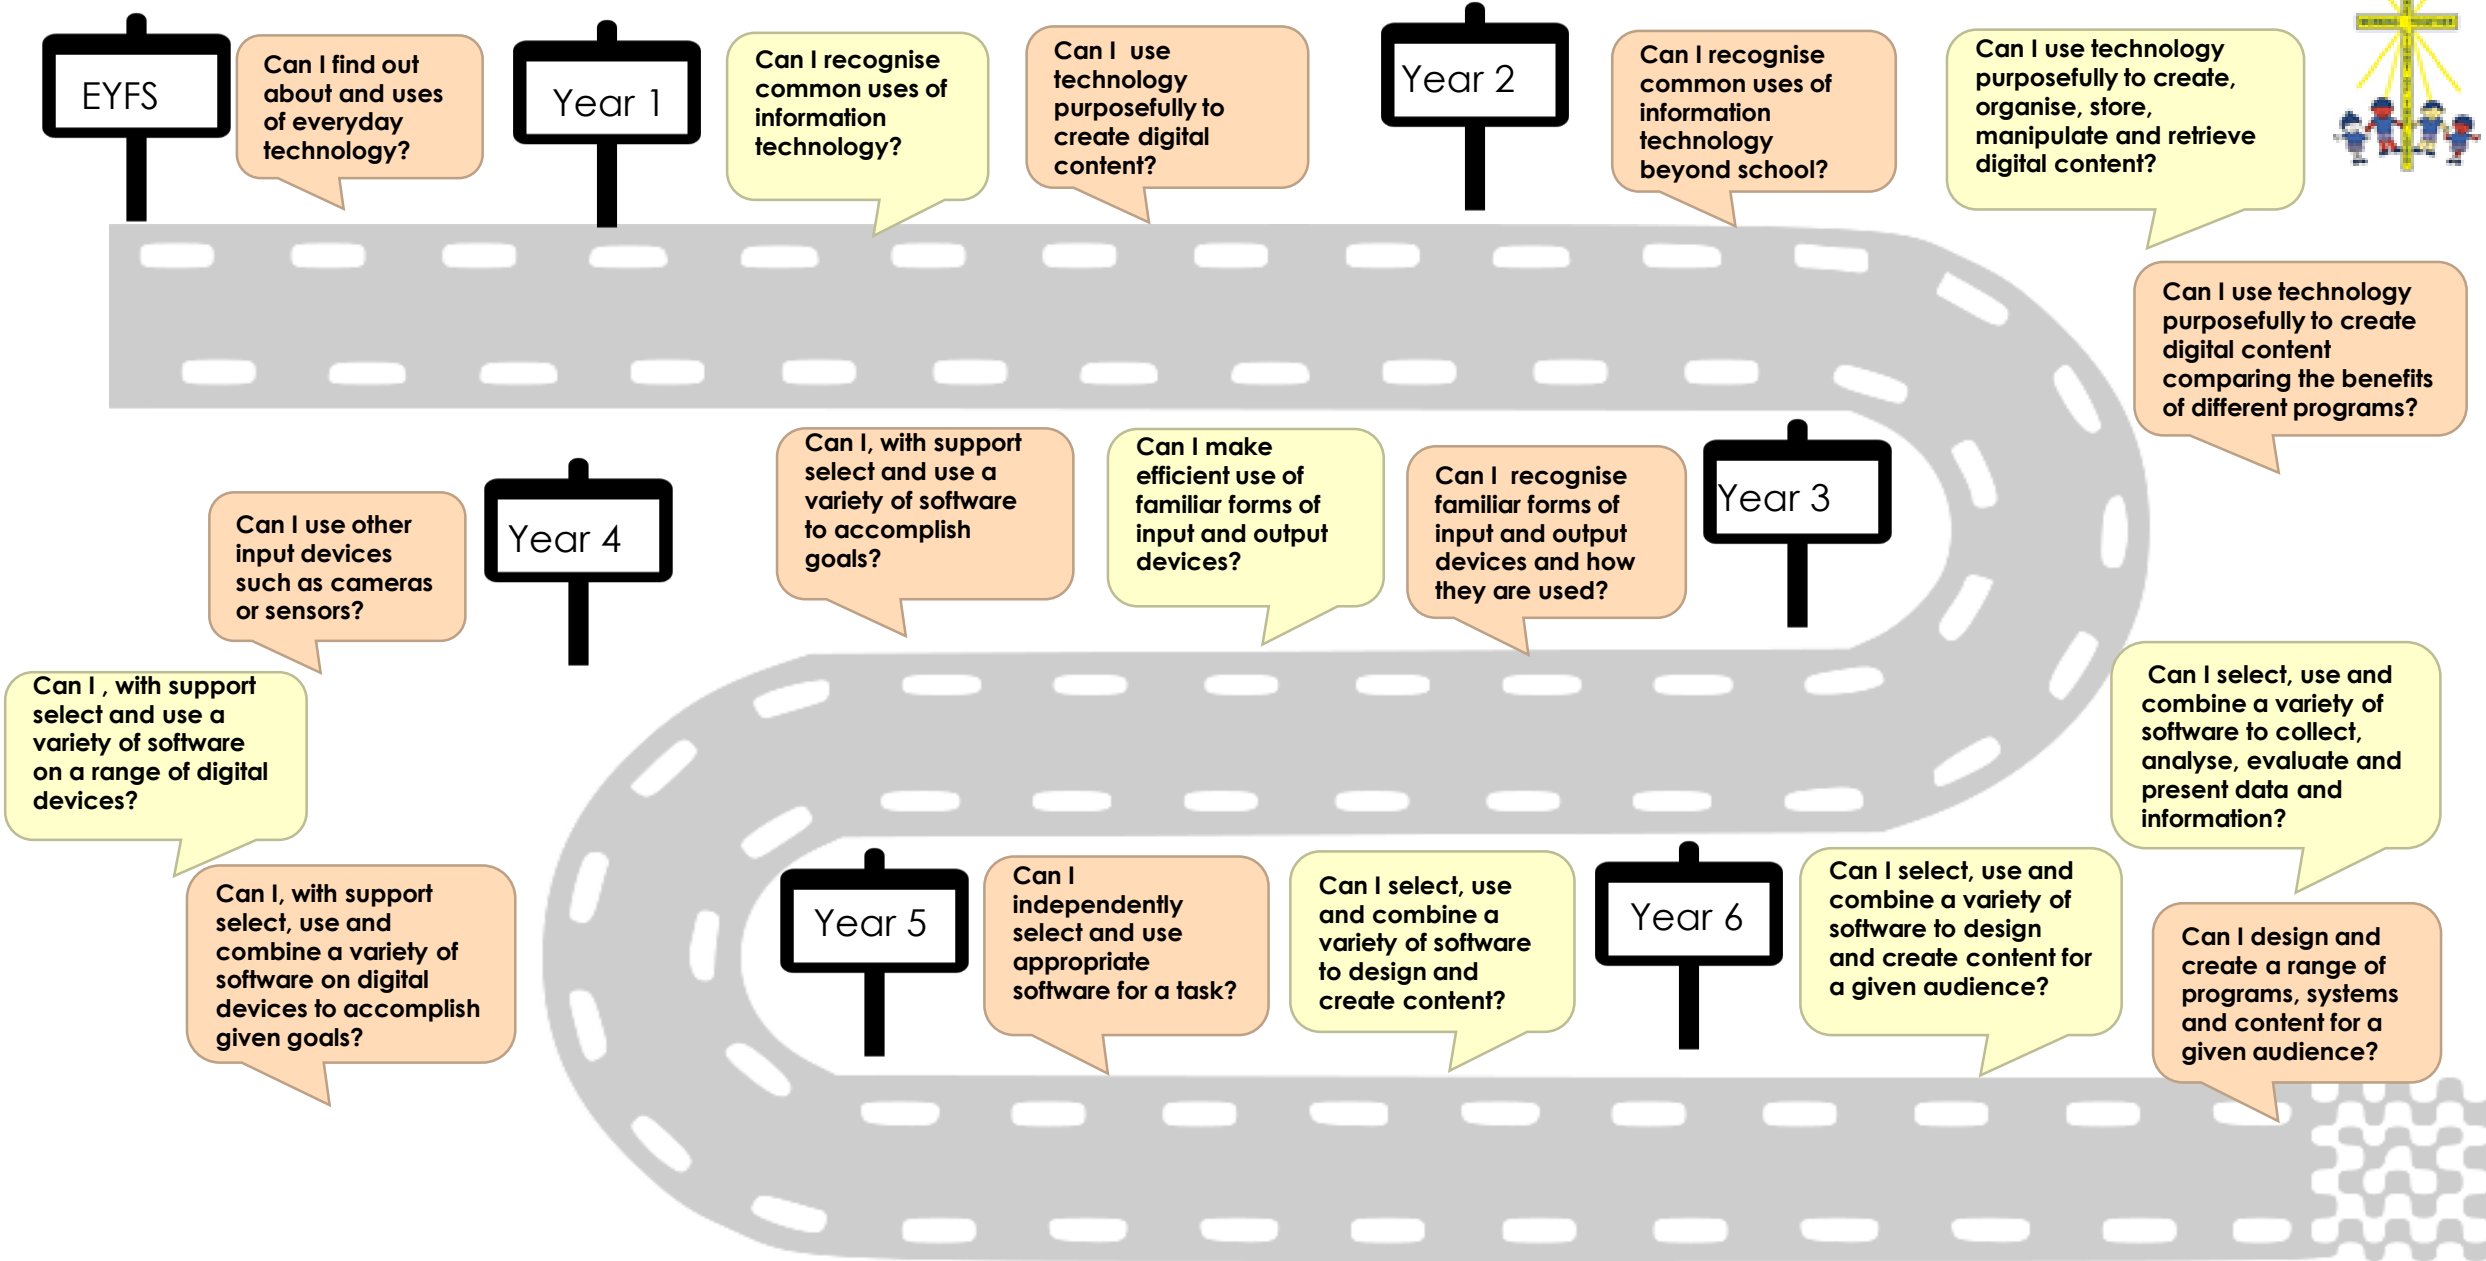 EYFS
Can I find out
about and uses
of everyday
technology?
Year 1
Can I recognise
common uses of
information
technology?
Can I  use
technology
purposefully to
create digital
content?
Year 2
Can I recognise
common uses of
information
technology
beyond school?
Can I use technology
purposefully to create,
organise, store,
manipulate and retrieve
digital content?
Can I use technology
purposefully to create
digital content
comparing the benefits
of different programs?
Year 3
Can I  recognise
familiar forms of
input and output
devices and how
they are used?
Can I make
efficient use of
familiar forms of
input and output
devices?
Can I, with support
select and use a
variety of software
to accomplish
goals?
Year 4
Can I use other
input devices
such as cameras
or sensors?
Can I , with support
select and use a
variety of software
on a range of digital
devices?
Can I, with support
select, use and
combine a variety of
software on digital
devices to accomplish
given goals?
Year 5
Can I
independently
select and use
appropriate
software for a task?
Can I select, use
and combine a
variety of software
to design and
create content?
Year 6
Can I select, use and
combine a variety of
software to design
and create content for
a given audience?
Can I select, use and
combine a variety of
software to collect,
analyse, evaluate and
present data and
information?
Can I design and
create a range of
programs, systems
and content for a
given audience?